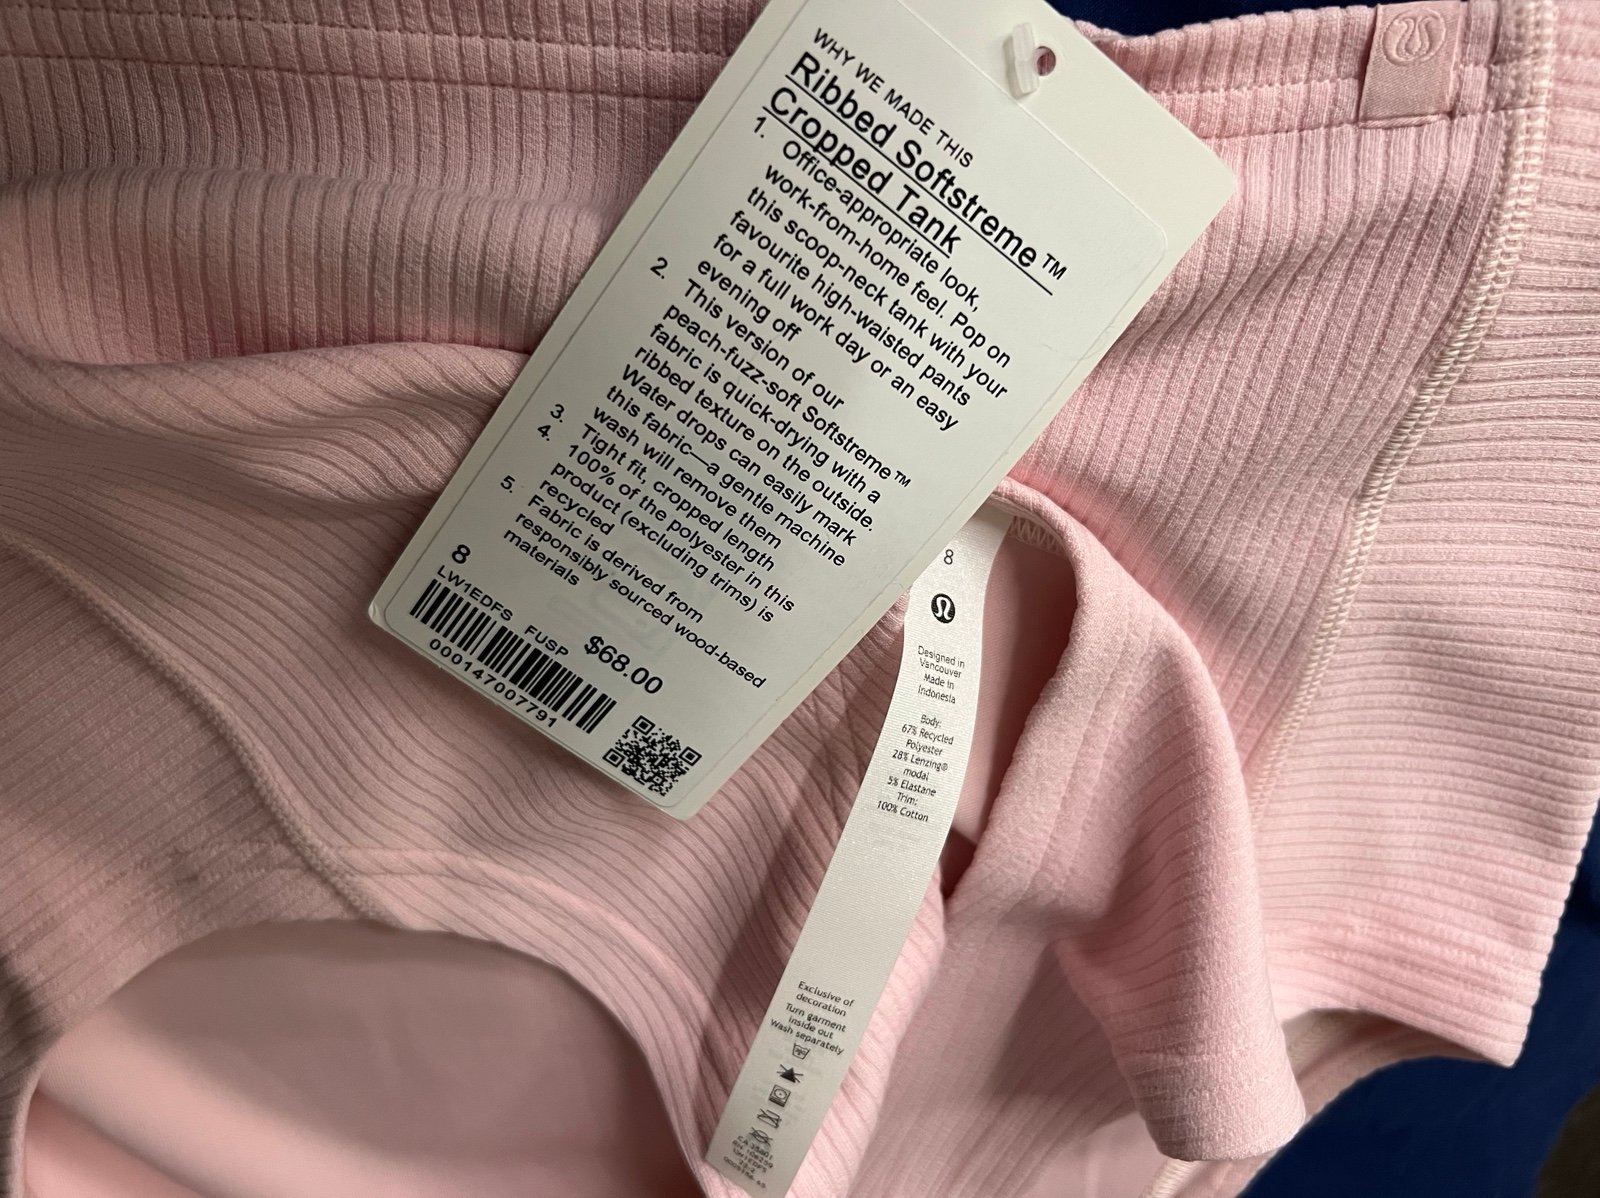 WHY WE MADE THIS
Ribbed Softstreme™
Cropped Tank
1. Office-appropriate look,
work-from-home feel. Pop on
this scoop-neck tank with your
favourite high-waisted pants
for a full work day or an easy
evening off
2. This version of our
peach-fuzz-soft Softstreme™
fabric is quick-drying with a
ribbed texture on the outside.
Water drops can easily mark
this fabric—a gentle machine
wash will remove them
3. Tight fit, cropped length
4. 100% of the polyester in this
product (excluding trims) is
recycled
5. Fabric is derived from
responsibly sourced wood-based
materials
8
LW1EDFS FUSP $68.00
000147007791
8
Designed in
Vancouver
Made in
Indonesia
Body:
67% Recycled
Polyester
28% Lenzing®
modal
5% Elastane
Trim:
100% Cotton
Exclusive of
decoration
Turn garment
inside out
Wash separately
CA 35801